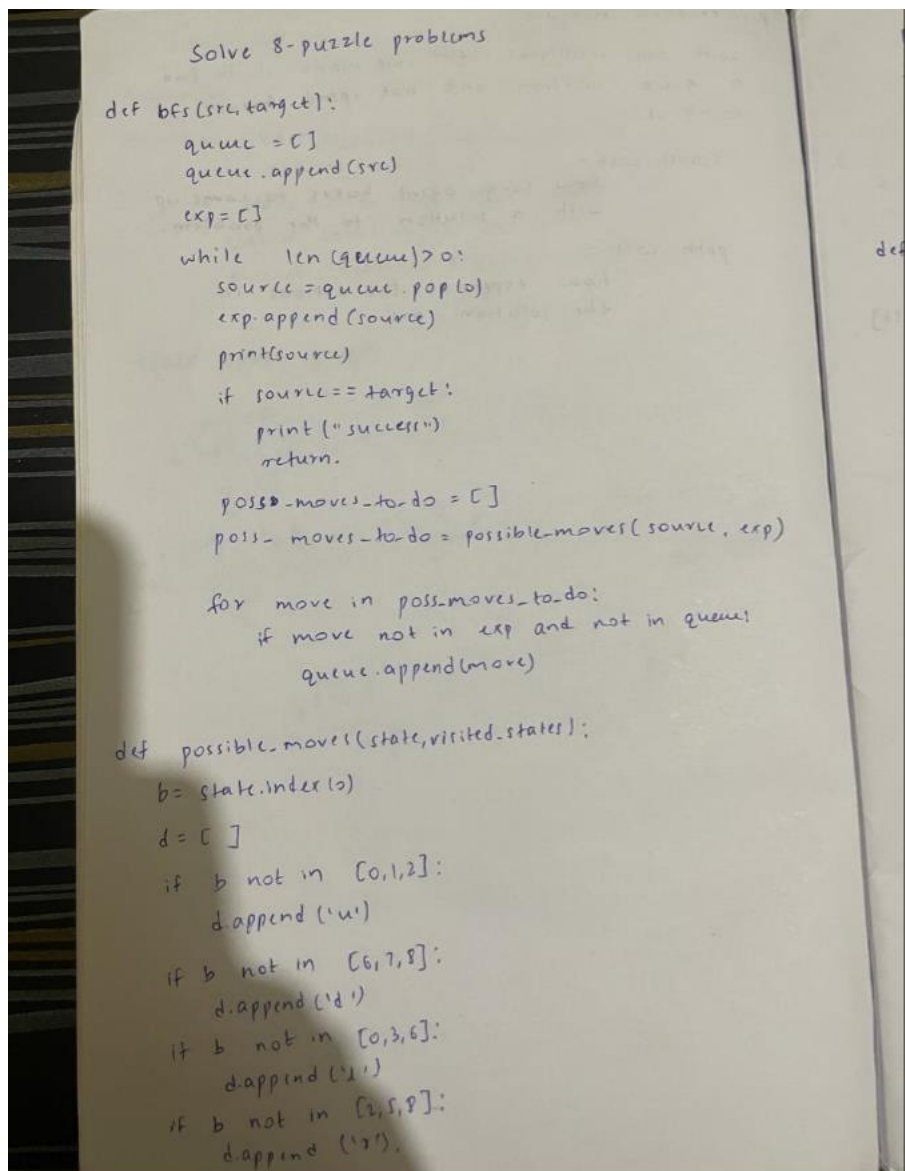 Solve 8-puzzle problems
def bfs(src, target):
queue = []
queue.append(src)
exp = []
while len(queue)>0:
source = queue.pop(0)
exp.append(source)
print(source)
if source == target:
print("success")
return.
poss-moves-to-do = []
poss-moves-to-do = possible-moves(source, exp)
for move in poss-moves-to-do:
if move not in exp and not in queue:
queue.append(move)
def possible-moves(state, visited-states):
b = state.index(0)
d = [ ]
if b not in [0,1,2]:
d.append('u')
if b not in [6,7,8]:
d.append('d')
if b not in [0,3,6]:
d.append('l')
if b not in [2,5,8]:
d.append('r').
def